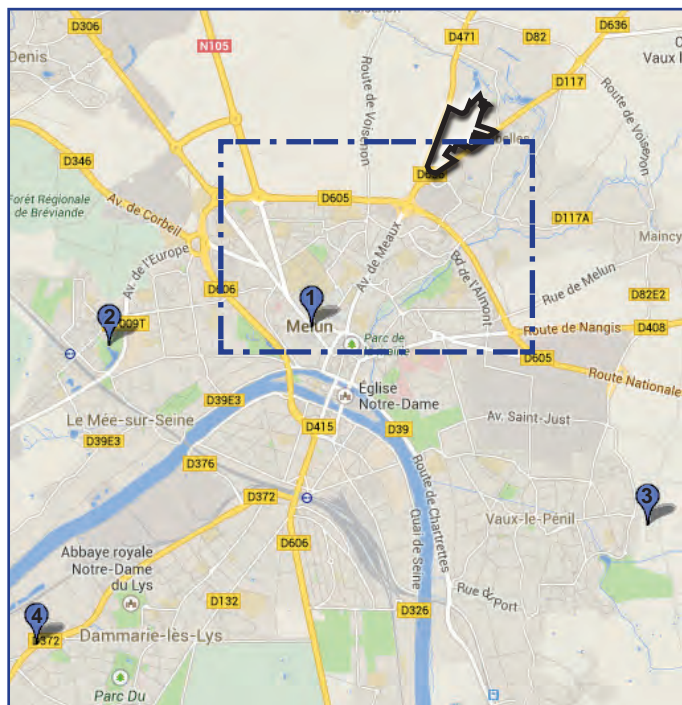 D306
N105
D471
D82
D636
Vaux l
Denis
D117
Route de Voisenon
Route de Voisenon
D346
Forêt Régionale
de Bréviande
Av. de Corbeil
D605
D117A
Maincy
Av. de l'Europe
Av. de Meaux
Bd de l'Almont
Rue de Melun
D606
D82E2
1
2
Melun
Parc de
Route de Nangis
D408
D605
Route Nationale
Église
Notre-Dame
Le Mée-sur-Seine
D39E3
D39E3
D415
D39
Av. Saint-Just
D376
D372
Route de Chartrettes
Quai de Seine
3
Vaux-le-Pénil
D606
Abbaye royale
Notre-Dame
du Lys
D132
Rue du Port
D326
4
D372
Dammarie-lès-Lys
Parc Du